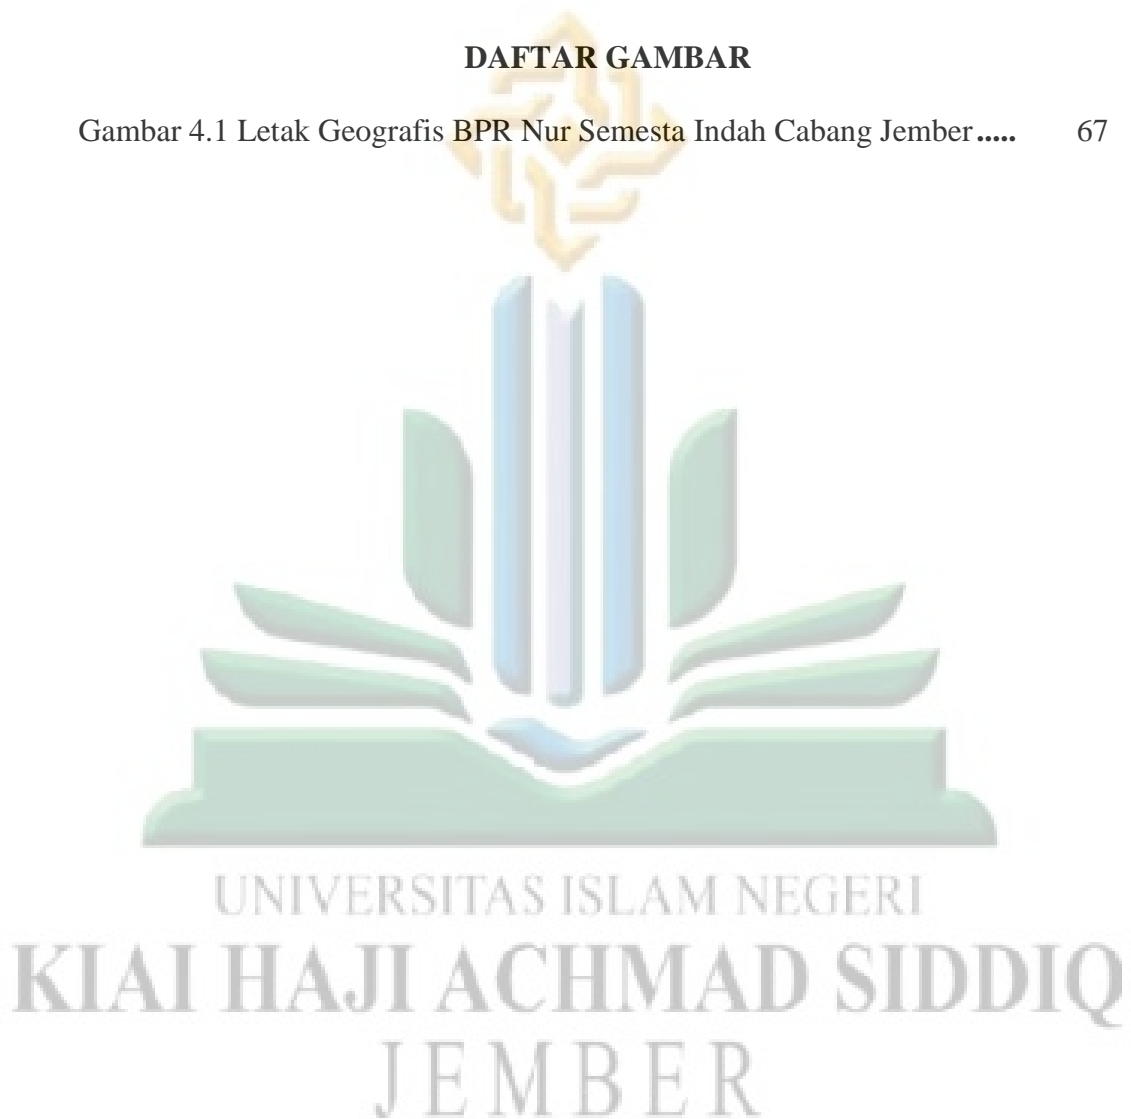 DAFTAR GAMBAR
Gambar 4.1 Letak Geografis BPR Nur Semesta Indah Cabang Jember ..... 67
UNIVERSITAS ISLAM NEGERI
KIAI HAJI ACHMAD SIDDIQ
JEMBER